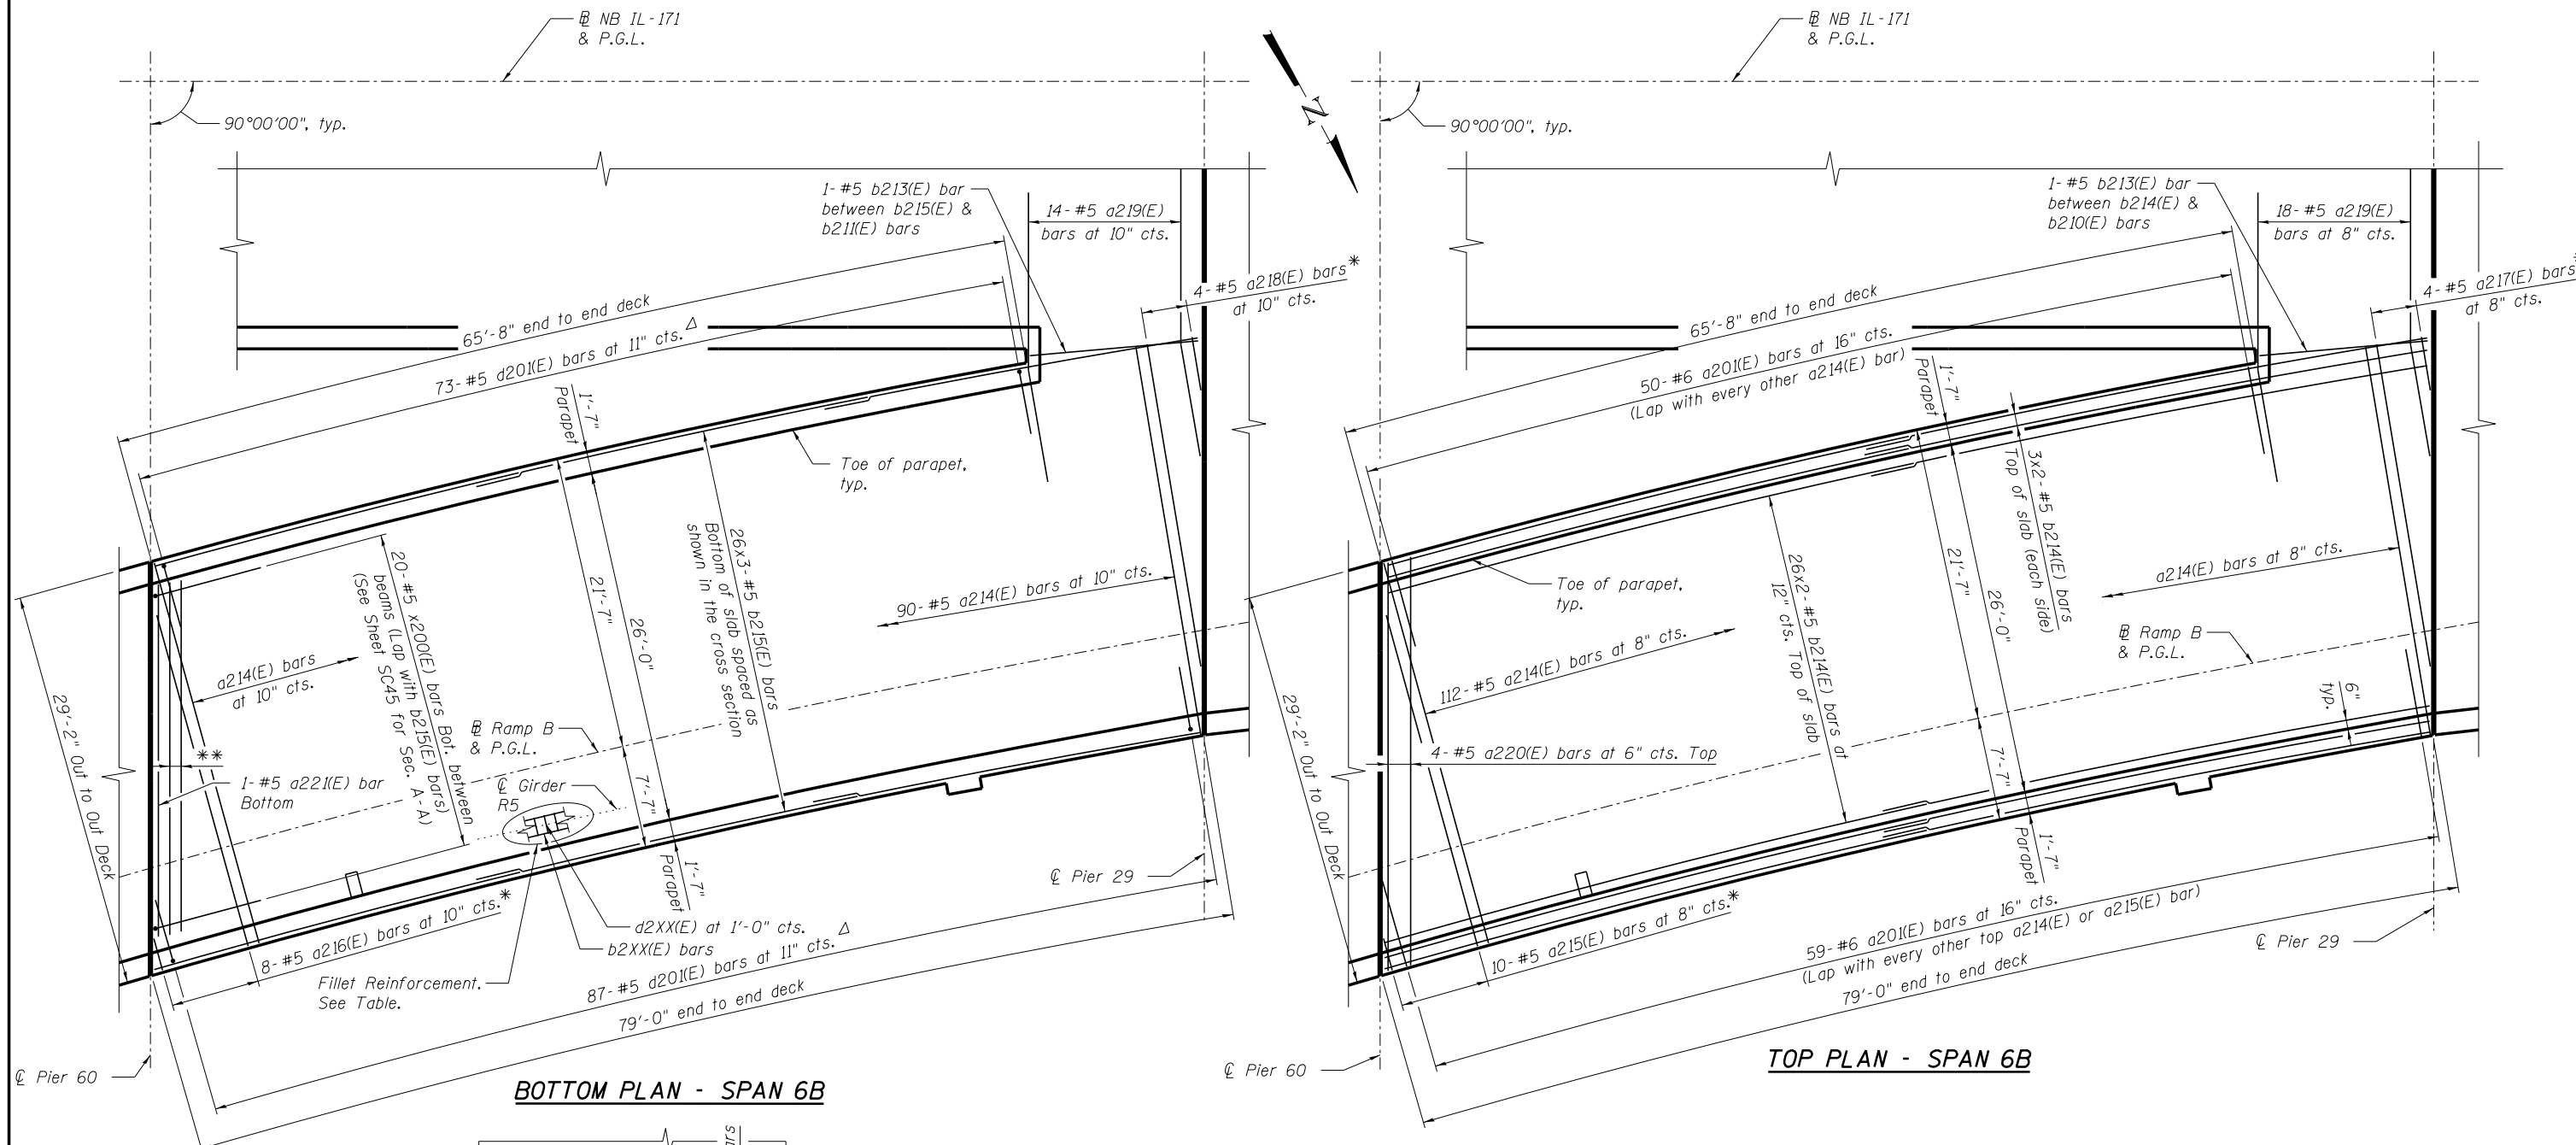 ℄ NB IL-171
& P.G.L.
90°00'00", typ.
1-#5 b213(E) bar
between b215(E) &
b211(E) bars
14-#5 a219(E)
bars at 10" cts.
4-#5 a218(E) bars*
at 10" cts.
65'-8" end to end deck
73-#5 d201(E) bars at 11" cts. Δ
1'-7"
Parapet
Toe of parapet,
typ.
20-#5 x200(E) bars Bot. between
beams (Lap with b215(E) bars)
(See Sheet SC45 for Sec. A-A)
21'-7"
26'-0"
26x3-#5 b215(E) bars
Bottom of slab spaced as
shown in the cross section
90-#5 a214(E) bars at 10" cts.
a214(E) bars
at 10" cts.
29'-2" Out to Out Deck
**
1-#5 a221(E) bar
Bottom
℄ Ramp B
& P.G.L.
℄ Girder
R5
7'-7"
1'-7"
Parapet
℄ Pier 29
8-#5 a216(E) bars at 10" cts.*
d2XX(E) at 1'-0" cts.
b2XX(E) bars
Fillet Reinforcement.
See Table.
87-#5 d201(E) bars at 11" cts. Δ
79'-0" end to end deck
℄ Pier 60
BOTTOM PLAN - SPAN 6B
bars
N
℄ NB IL-171
& P.G.L.
90°00'00", typ.
1-#5 b213(E) bar
between b214(E) &
b210(E) bars
18-#5 a219(E)
bars at 8" cts.
4-#5 a217(E) bars*
at 8" cts.
65'-8" end to end deck
50-#6 a201(E) bars at 16" cts.
(Lap with every other a214(E) bar)
1'-7"
Parapet
3x2-#5 b214(E) bars
Top of slab (each side)
Toe of parapet,
typ.
26x2-#5 b214(E) bars at
12" cts. Top of slab
21'-7"
26'-0"
a214(E) bars at 8" cts.
112-#5 a214(E) bars at 8" cts.
℄ Ramp B
& P.G.L.
6"
typ.
29'-2" Out to Out Deck
4-#5 a220(E) bars at 6" cts. Top
7'-7"
1'-7"
Parapet
10-#5 a215(E) bars at 8" cts.*
59-#6 a201(E) bars at 16" cts.
(Lap with every other top a214(E) or a215(E) bar)
79'-0" end to end deck
℄ Pier 29
℄ Pier 60
TOP PLAN - SPAN 6B